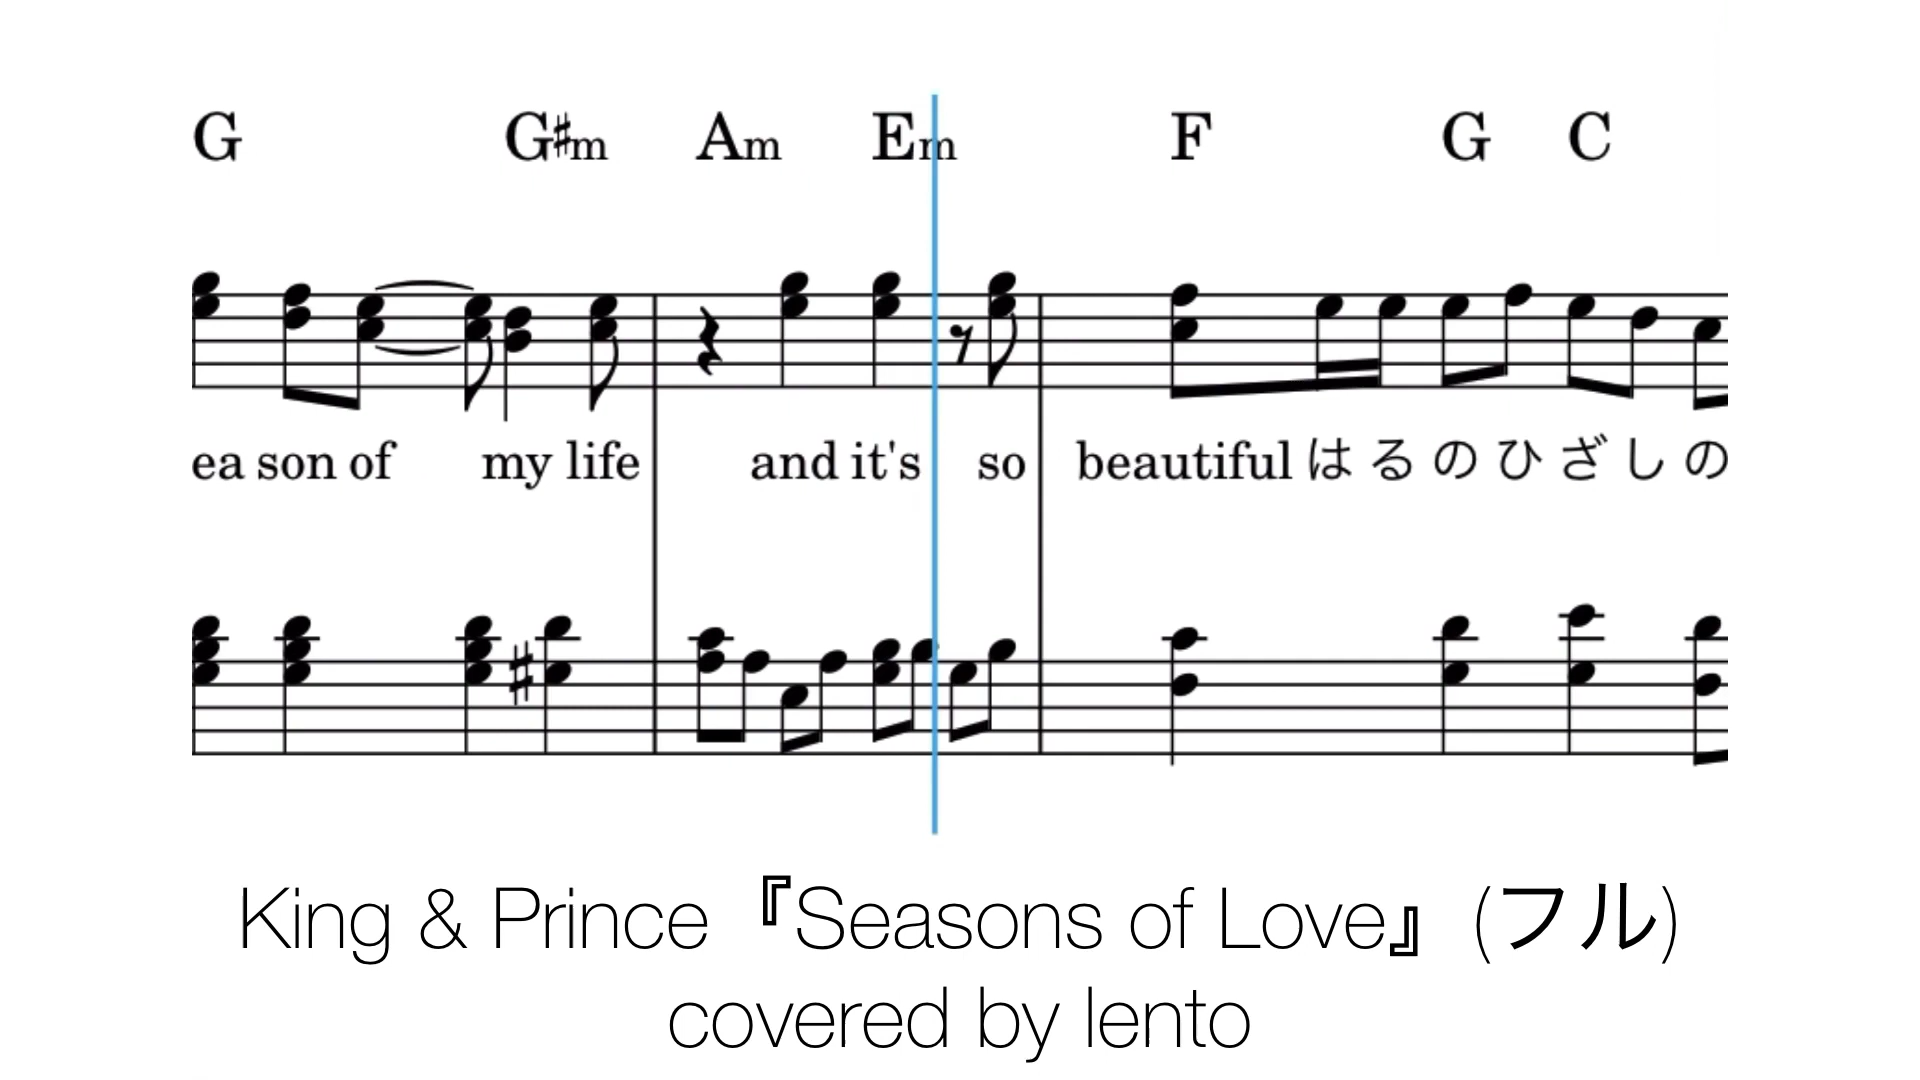 G G♯m Am Em F G C
ea son of my life and it's so beautiful は る の ひ ざ し の
King & Prince『Seasons of Love』(フル)
covered by lento